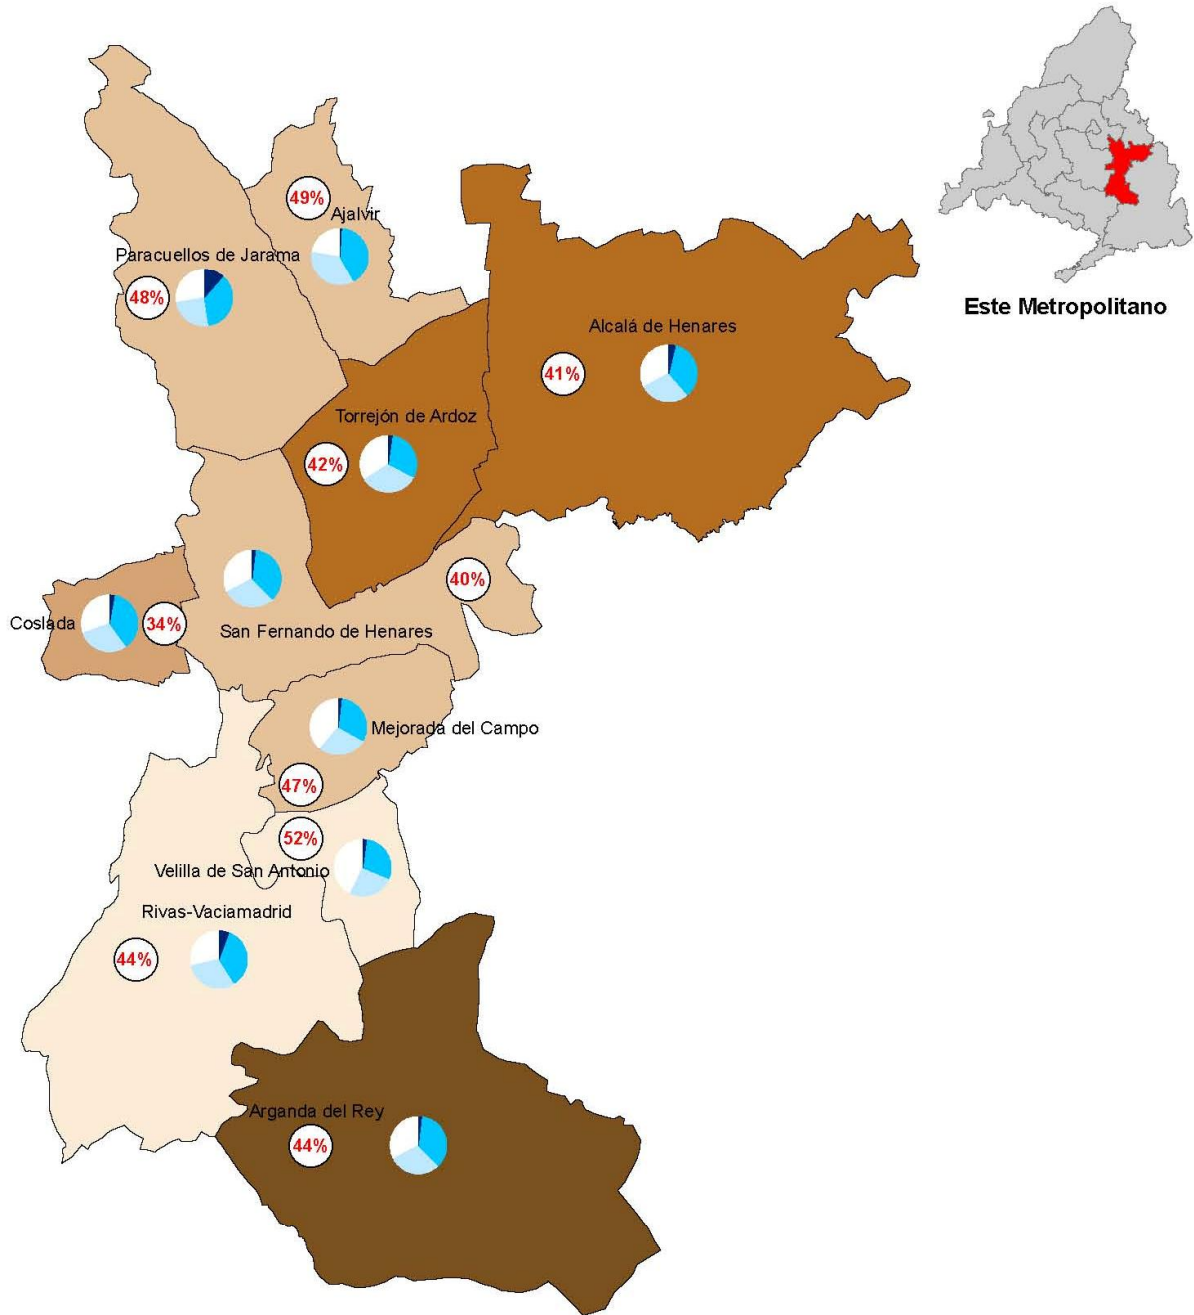 49%
Ajalvir
Paracuellos de Jarama
48%
Este Metropolitano
Alcalá de Henares
41%
Torrejón de Ardoz
42%
40%
Coslada
34%
San Fernando de Henares
Mejorada del Campo
47%
52%
Velilla de San Antonio
Rivas-Vaciamadrid
44%
Arganda del Rey
44%